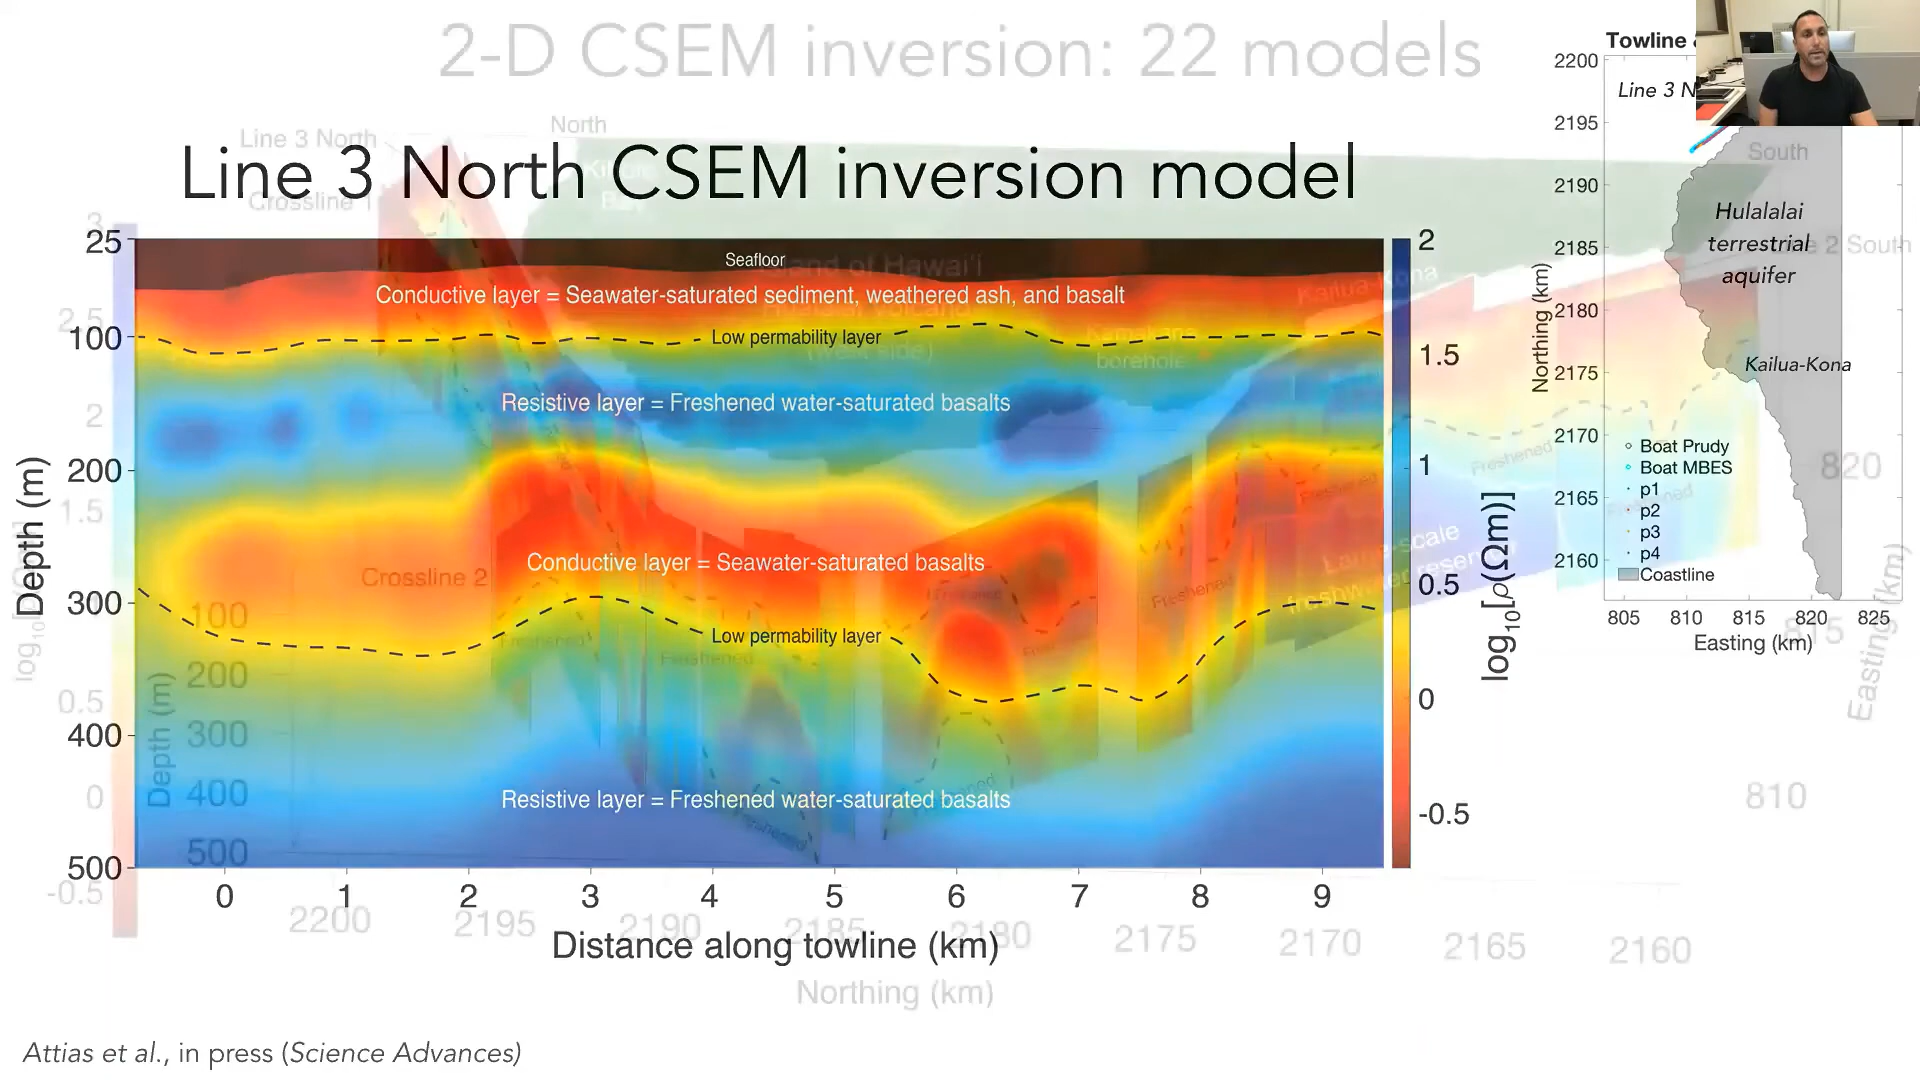 2-D CSEM inversion: 22 models
Towline
2200
Line 3 N
Line 3 North
North
2195
South
Line 3 North CSEM inversion model
Crossline 1
2190
Hulalalai
terrestrial
aquifer
2 South
2185
3
25
2
Seafloor
Island of Hawai'i
Kailua-Kona
Conductive layer = Seawater-saturated sediment, weathered ash, and basalt
Hualālai volcano
2180
2.5
100
Low permability layer
(west side)
Kamakana
borehole
1.5
Northing (km)
2175
Kailua-Kona
2
Resistive layer = Freshened water-saturated basalts
2170
Boat Prudy
Freshened
200
1
Boat MBES
820
p1
2165
1.5
p2
p3
Freshened
Freshened
Depth (m)
log10[ρ(Ωm)]
Conductive layer = Seawater-saturated basalts
Large-scale
freshwater reserve
p4
2160
Crossline 2
0.5
Coastline
Freshened
300
100
805
810
815
820
825
Easting (km)
815
Low permability layer
Freshened
Freshened
200
Easting (km)
0.5
0
400
300
Depth (m)
0
400
Resistive layer = Freshened water-saturated basalts
Freshened
810
-0.5
500
500
-0.5
0
1
2
3
4
5
6
7
8
9
2200
2195
2190
2185
2180
2175
2170
2165
2160
Distance along towline (km)
Northing (km)
Attias et al., in press (Science Advances)